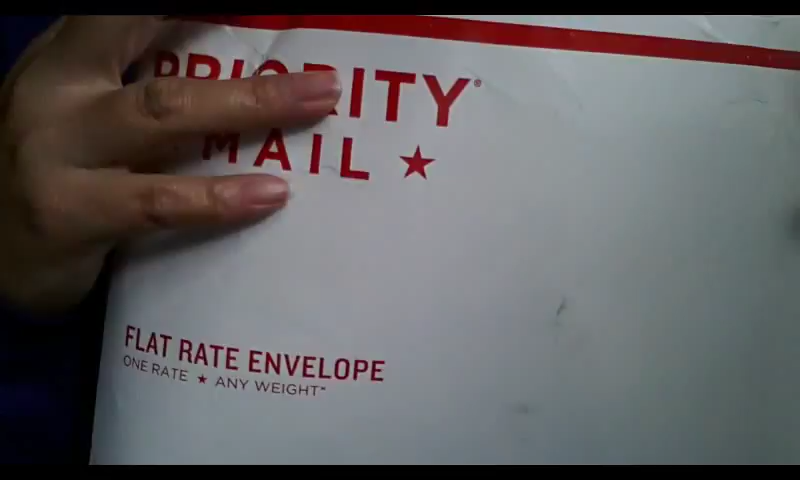 PRIORITY®
MAIL ★
FLAT RATE ENVELOPE
ONE RATE ★ ANY WEIGHT™